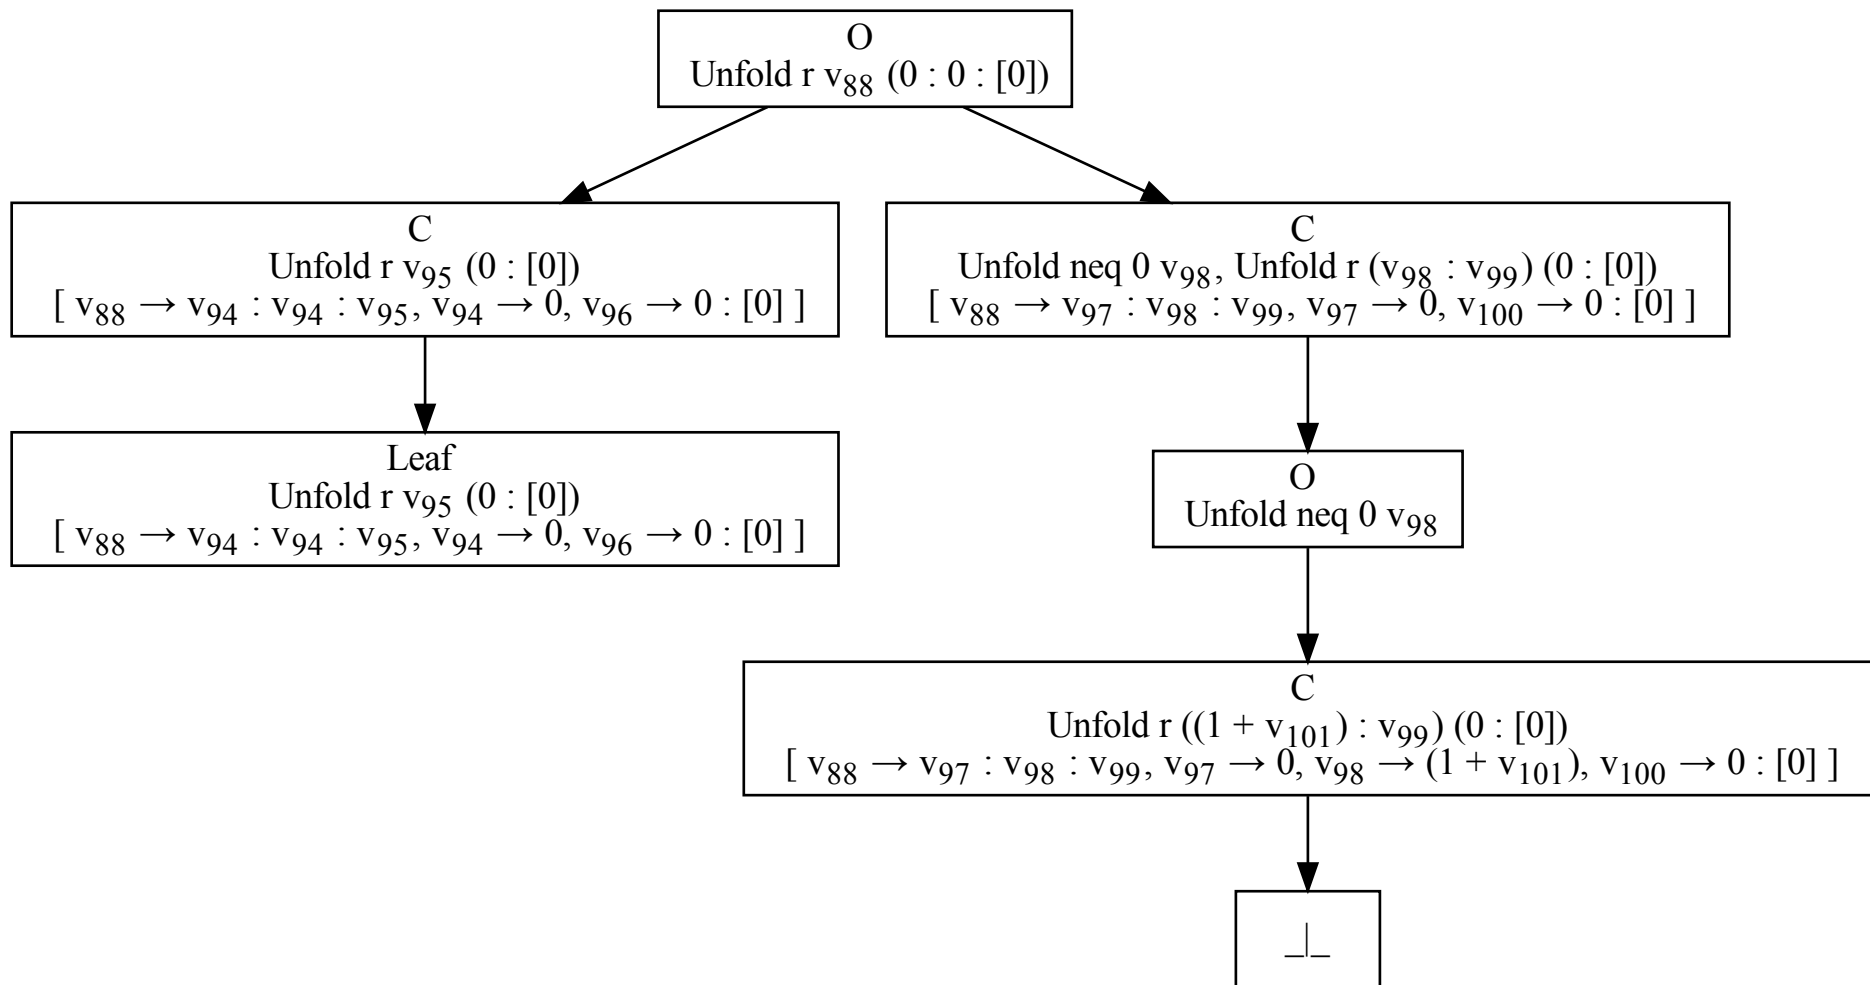 O
Unfold r v₈₈ (0 : 0 : [0])
C
Unfold r v₉₅ (0 : [0])
[ v₈₈ → v₉₄ : v₉₄ : v₉₅, v₉₄ → 0, v₉₆ → 0 : [0] ]
C
Unfold neq 0 v₉₈, Unfold r (v₉₈ : v₉₉) (0 : [0])
[ v₈₈ → v₉₇ : v₉₈ : v₉₉, v₉₇ → 0, v₁₀₀ → 0 : [0] ]
Leaf
Unfold r v₉₅ (0 : [0])
[ v₈₈ → v₉₄ : v₉₄ : v₉₅, v₉₄ → 0, v₉₆ → 0 : [0] ]
O
Unfold neq 0 v₉₈
C
Unfold r ((1 + v₁₀₁) : v₉₉) (0 : [0])
[ v₈₈ → v₉₇ : v₉₈ : v₉₉, v₉₇ → 0, v₉₈ → (1 + v₁₀₁), v₁₀₀ → 0 : [0] ]
_|_